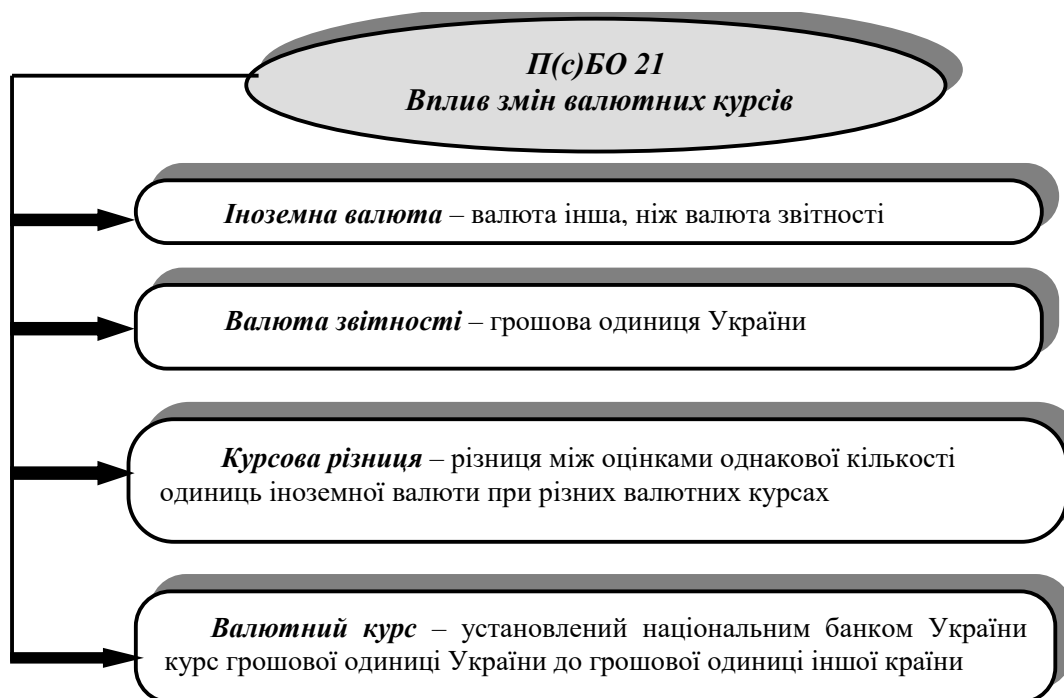 П(с)БО 21
Вплив змін валютних курсів
Іноземна валюта – валюта інша, ніж валюта звітності
Валюта звітності – грошова одиниця України
Курсова різниця – різниця між оцінками однакової кількості
одиниць іноземної валюти при різних валютних курсах
Валютний курс – установлений національним банком України
курс грошової одиниці України до грошової одиниці іншої країни